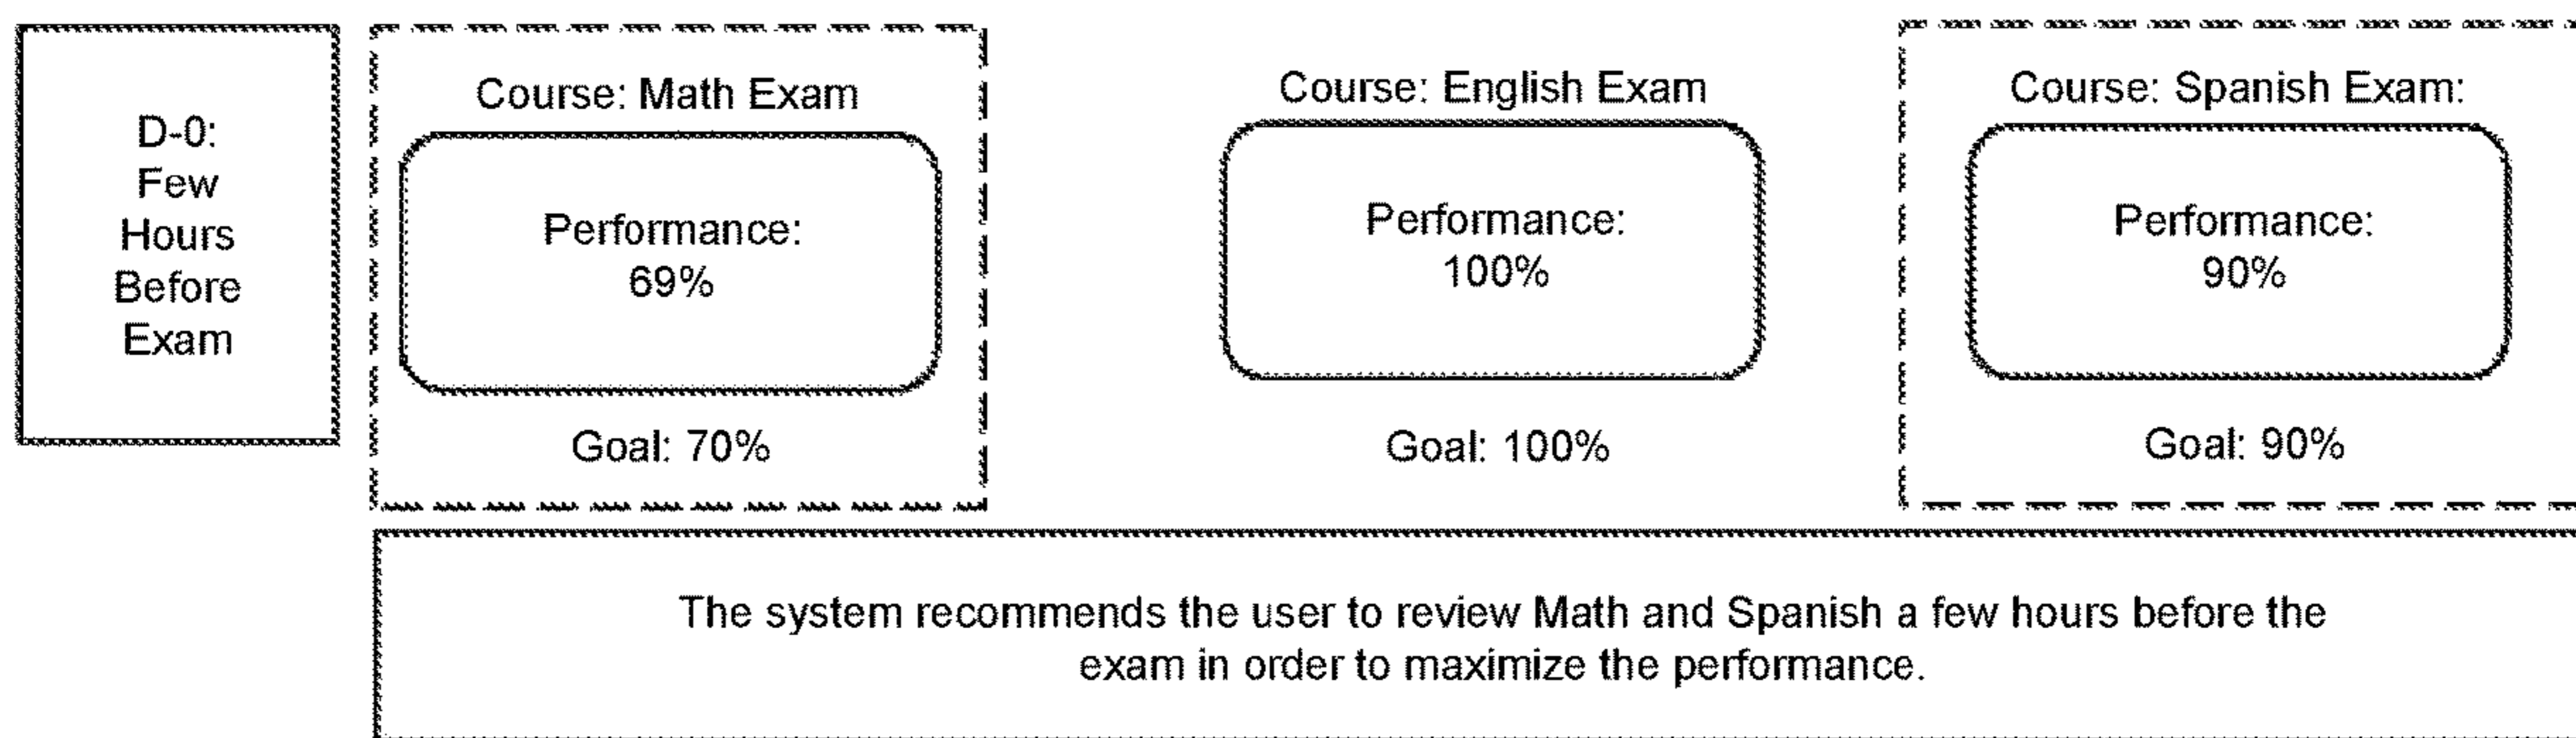 D-0:
Few
Hours
Before
Exam
Course: Math Exam
Performance:
69%
Goal: 70%
Course: English Exam
Performance:
100%
Goal: 100%
Course: Spanish Exam:
Performance:
90%
Goal: 90%
The system recommends the user to review Math and Spanish a few hours before the
exam in order to maximize the performance.